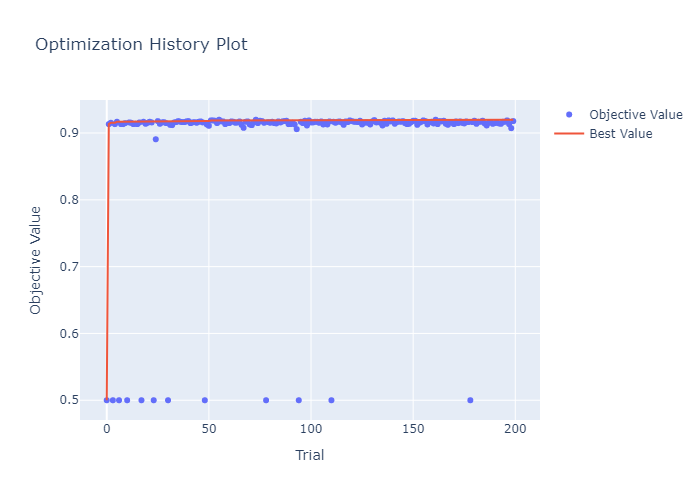 Optimization History Plot
Objective Value
Best Value
0.9
0.8
0.7
0.6
0.5
Objective Value
0
50
100
150
200
Trial